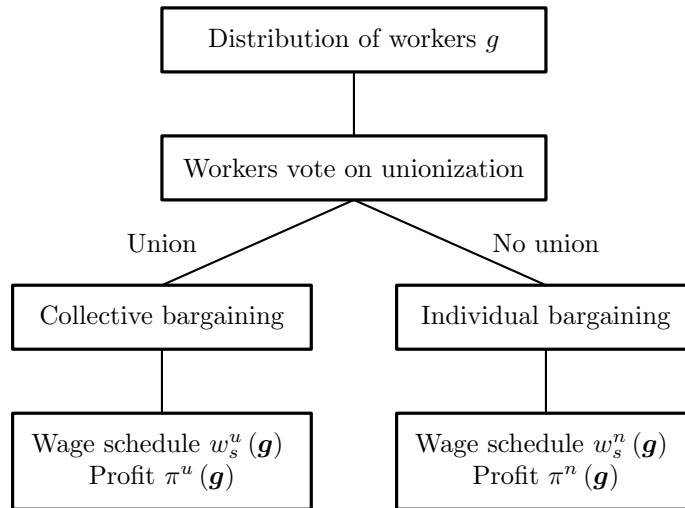 Distribution of workers g
Workers vote on unionization
Union
No union
Collective bargaining
Individual bargaining
Wage schedule w_s^u (g)
Profit π^u (g)
Wage schedule w_s^n (g)
Profit π^n (g)